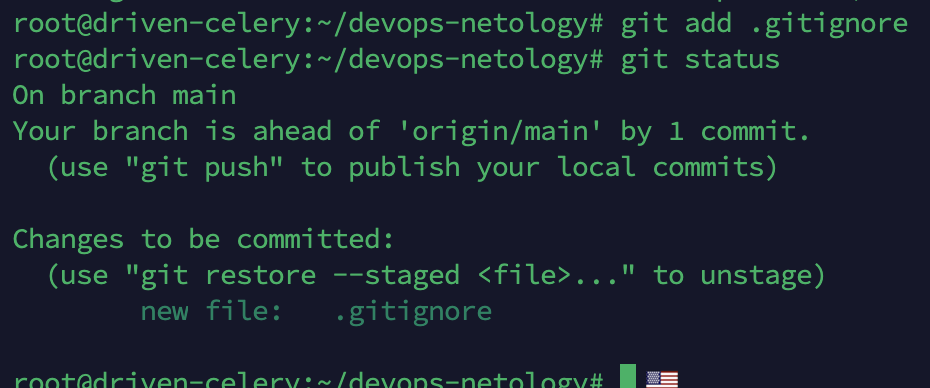 root@driven-celery:~/devops-netology# git add .gitignore
root@driven-celery:~/devops-netology# git status
On branch main
Your branch is ahead of 'origin/main' by 1 commit.
  (use "git push" to publish your local commits)

Changes to be committed:
  (use "git restore --staged <file>..." to unstage)
        new file:   .gitignore

root@driven-celery:~/devops-netology#